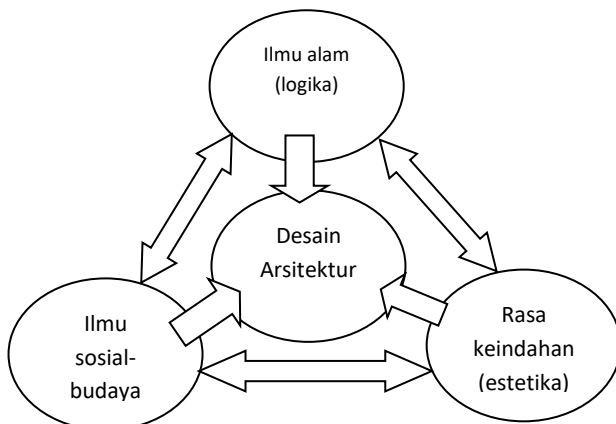 Ilmu alam
(logika)
Desain
Arsitektur
Ilmu
sosial-
budaya
Rasa
keindahan
(estetika)